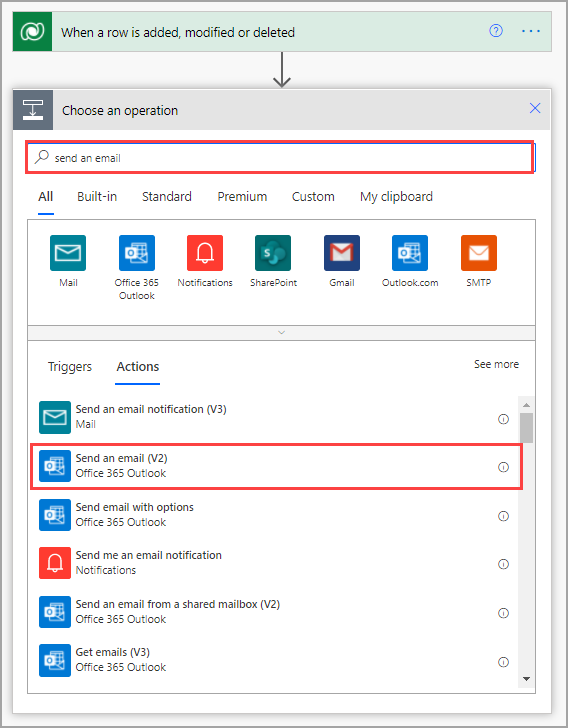 When a row is added, modified or deleted
Choose an operation
send an email
All Built-in Standard Premium Custom My clipboard
Mail Office 365 Outlook Notifications SharePoint Gmail Outlook.com SMTP
Triggers Actions See more
Send an email notification (V3)
Mail
Send an email (V2)
Office 365 Outlook
Send email with options
Office 365 Outlook
Send me an email notification
Notifications
Send an email from a shared mailbox (V2)
Office 365 Outlook
Get emails (V3)
Office 365 Outlook